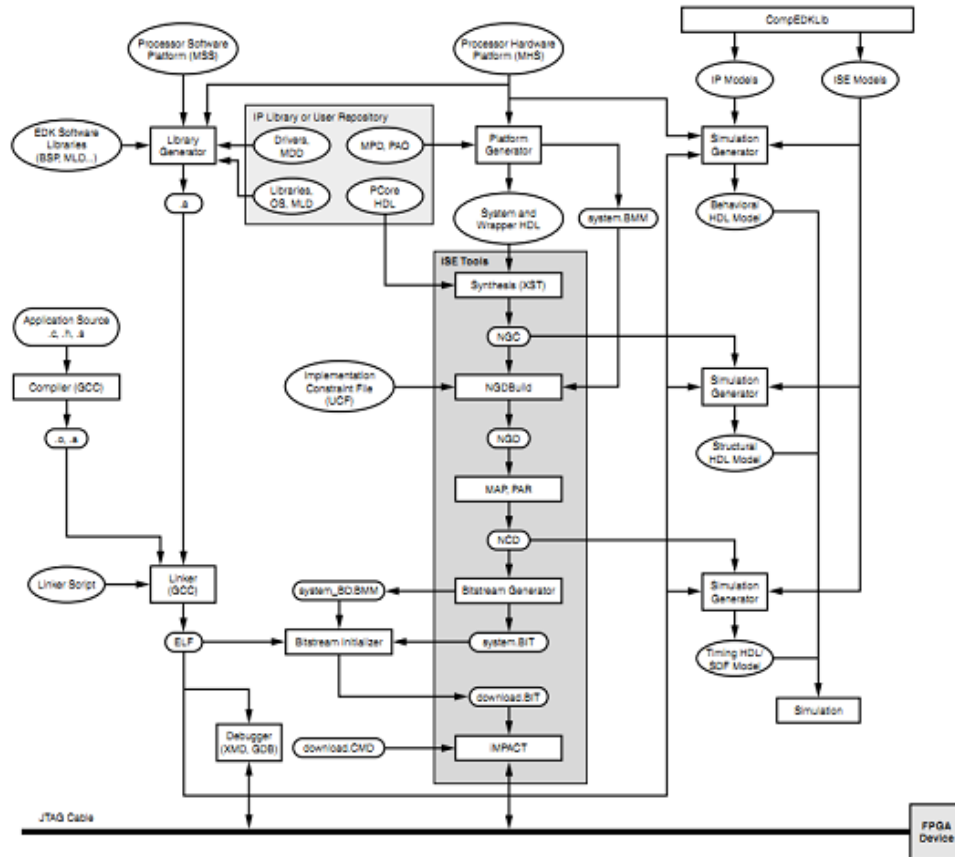 CompEDKLib
Processor Software
Platform (MSS)
Processor Hardware
Platform (MHS)
IP Models
ISE Models
IP Library or User Repository
EDK Software
Libraries
(BSP, MLD...)
Library
Generator
Drivers,
MDD
MPD, PAO
Platform
Generator
Simulation
Generator
Libraries,
OS, MLD
PCore
HDL
.a
System and
Wrapper HDL
system.BMM
Behavioral
HDL Model
ISE Tools
Synthesis (XST)
Application Source
.c, .h, .s
NGC
Compiler (GCC)
Implementation
Constraint File
(UCF)
NGDBuild
Simulation
Generator
.o, .a
NGD
Structural
HDL Model
MAP, PAR
NCD
Linker Script
Linker
(GCC)
system_BD.BMM
Bitstream Generator
Simulation
Generator
ELF
Bitstream Initializer
system.BIT
Timing HDL/
SDF Model
download.BIT
Simulation
Debugger
(XMD, GDB)
download.CMD
iMPACT
JTAG Cable
FPGA
Device